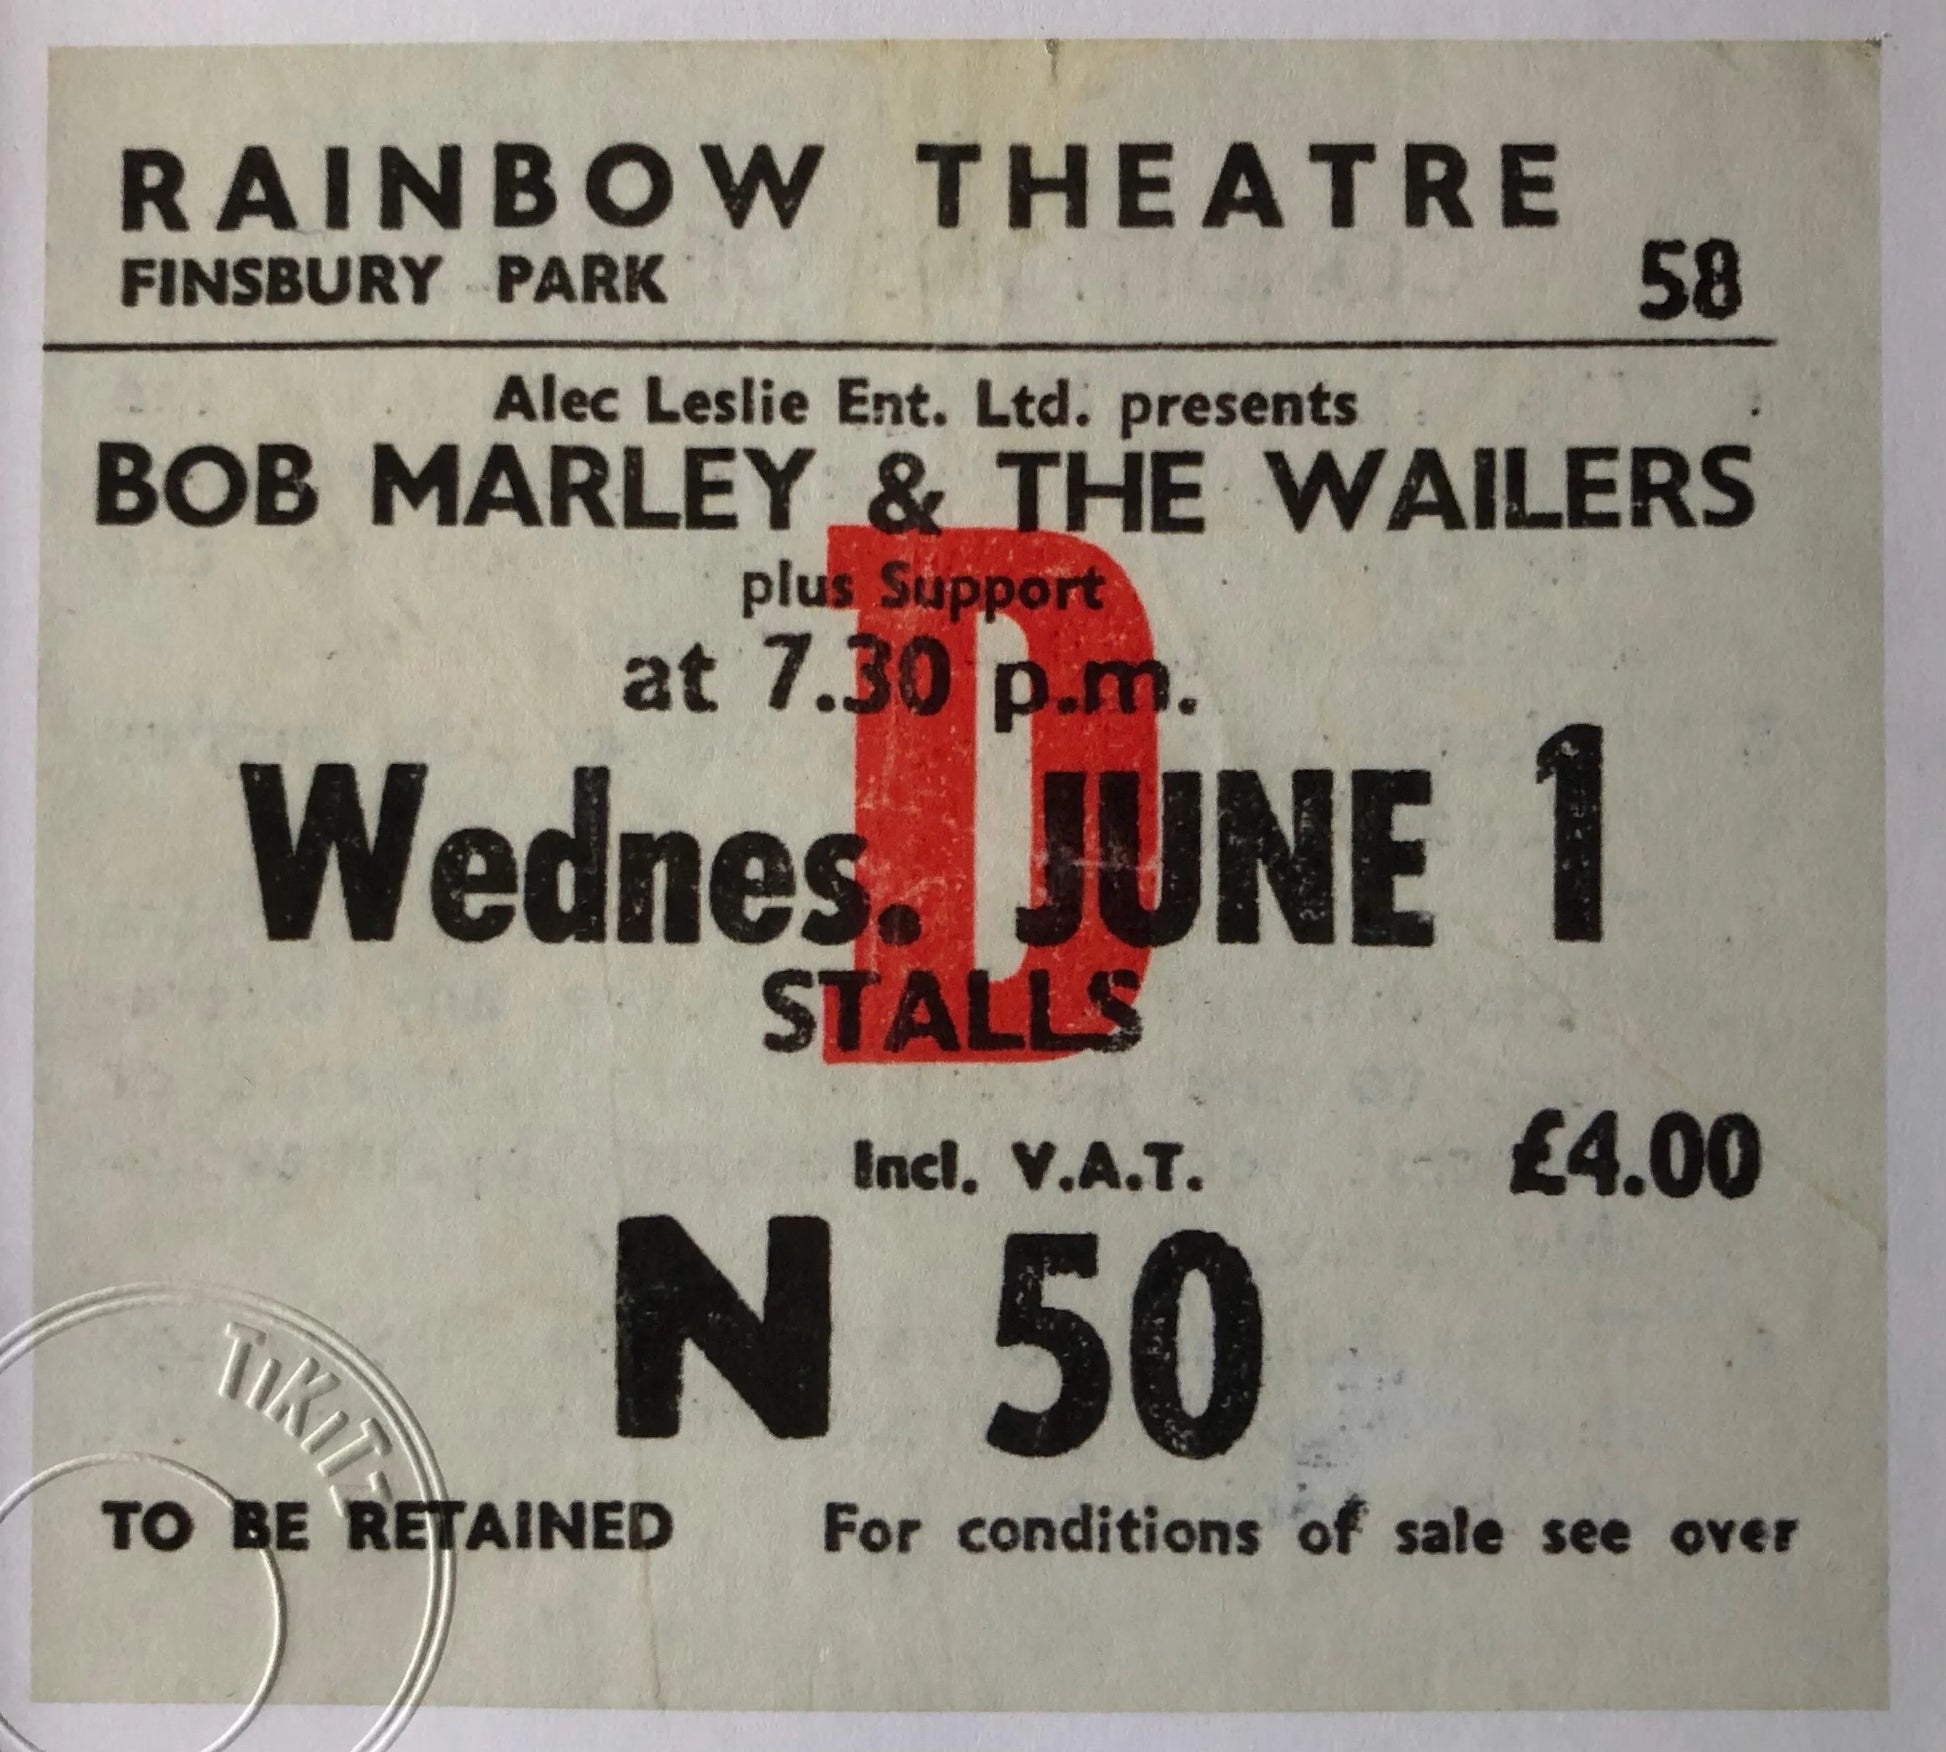 RAINBOW THEATRE
FINSBURY PARK
58
Alec Leslie Ent. Ltd. presents
BOB MARLEY & THE WAILERS
plus Support
at 7.30 p.m.
D
Wednes. JUNE 1
STALLS
Incl. V.A.T. £4.00
N 50
TiKiTz
TO BE RETAINED For conditions of sale see over